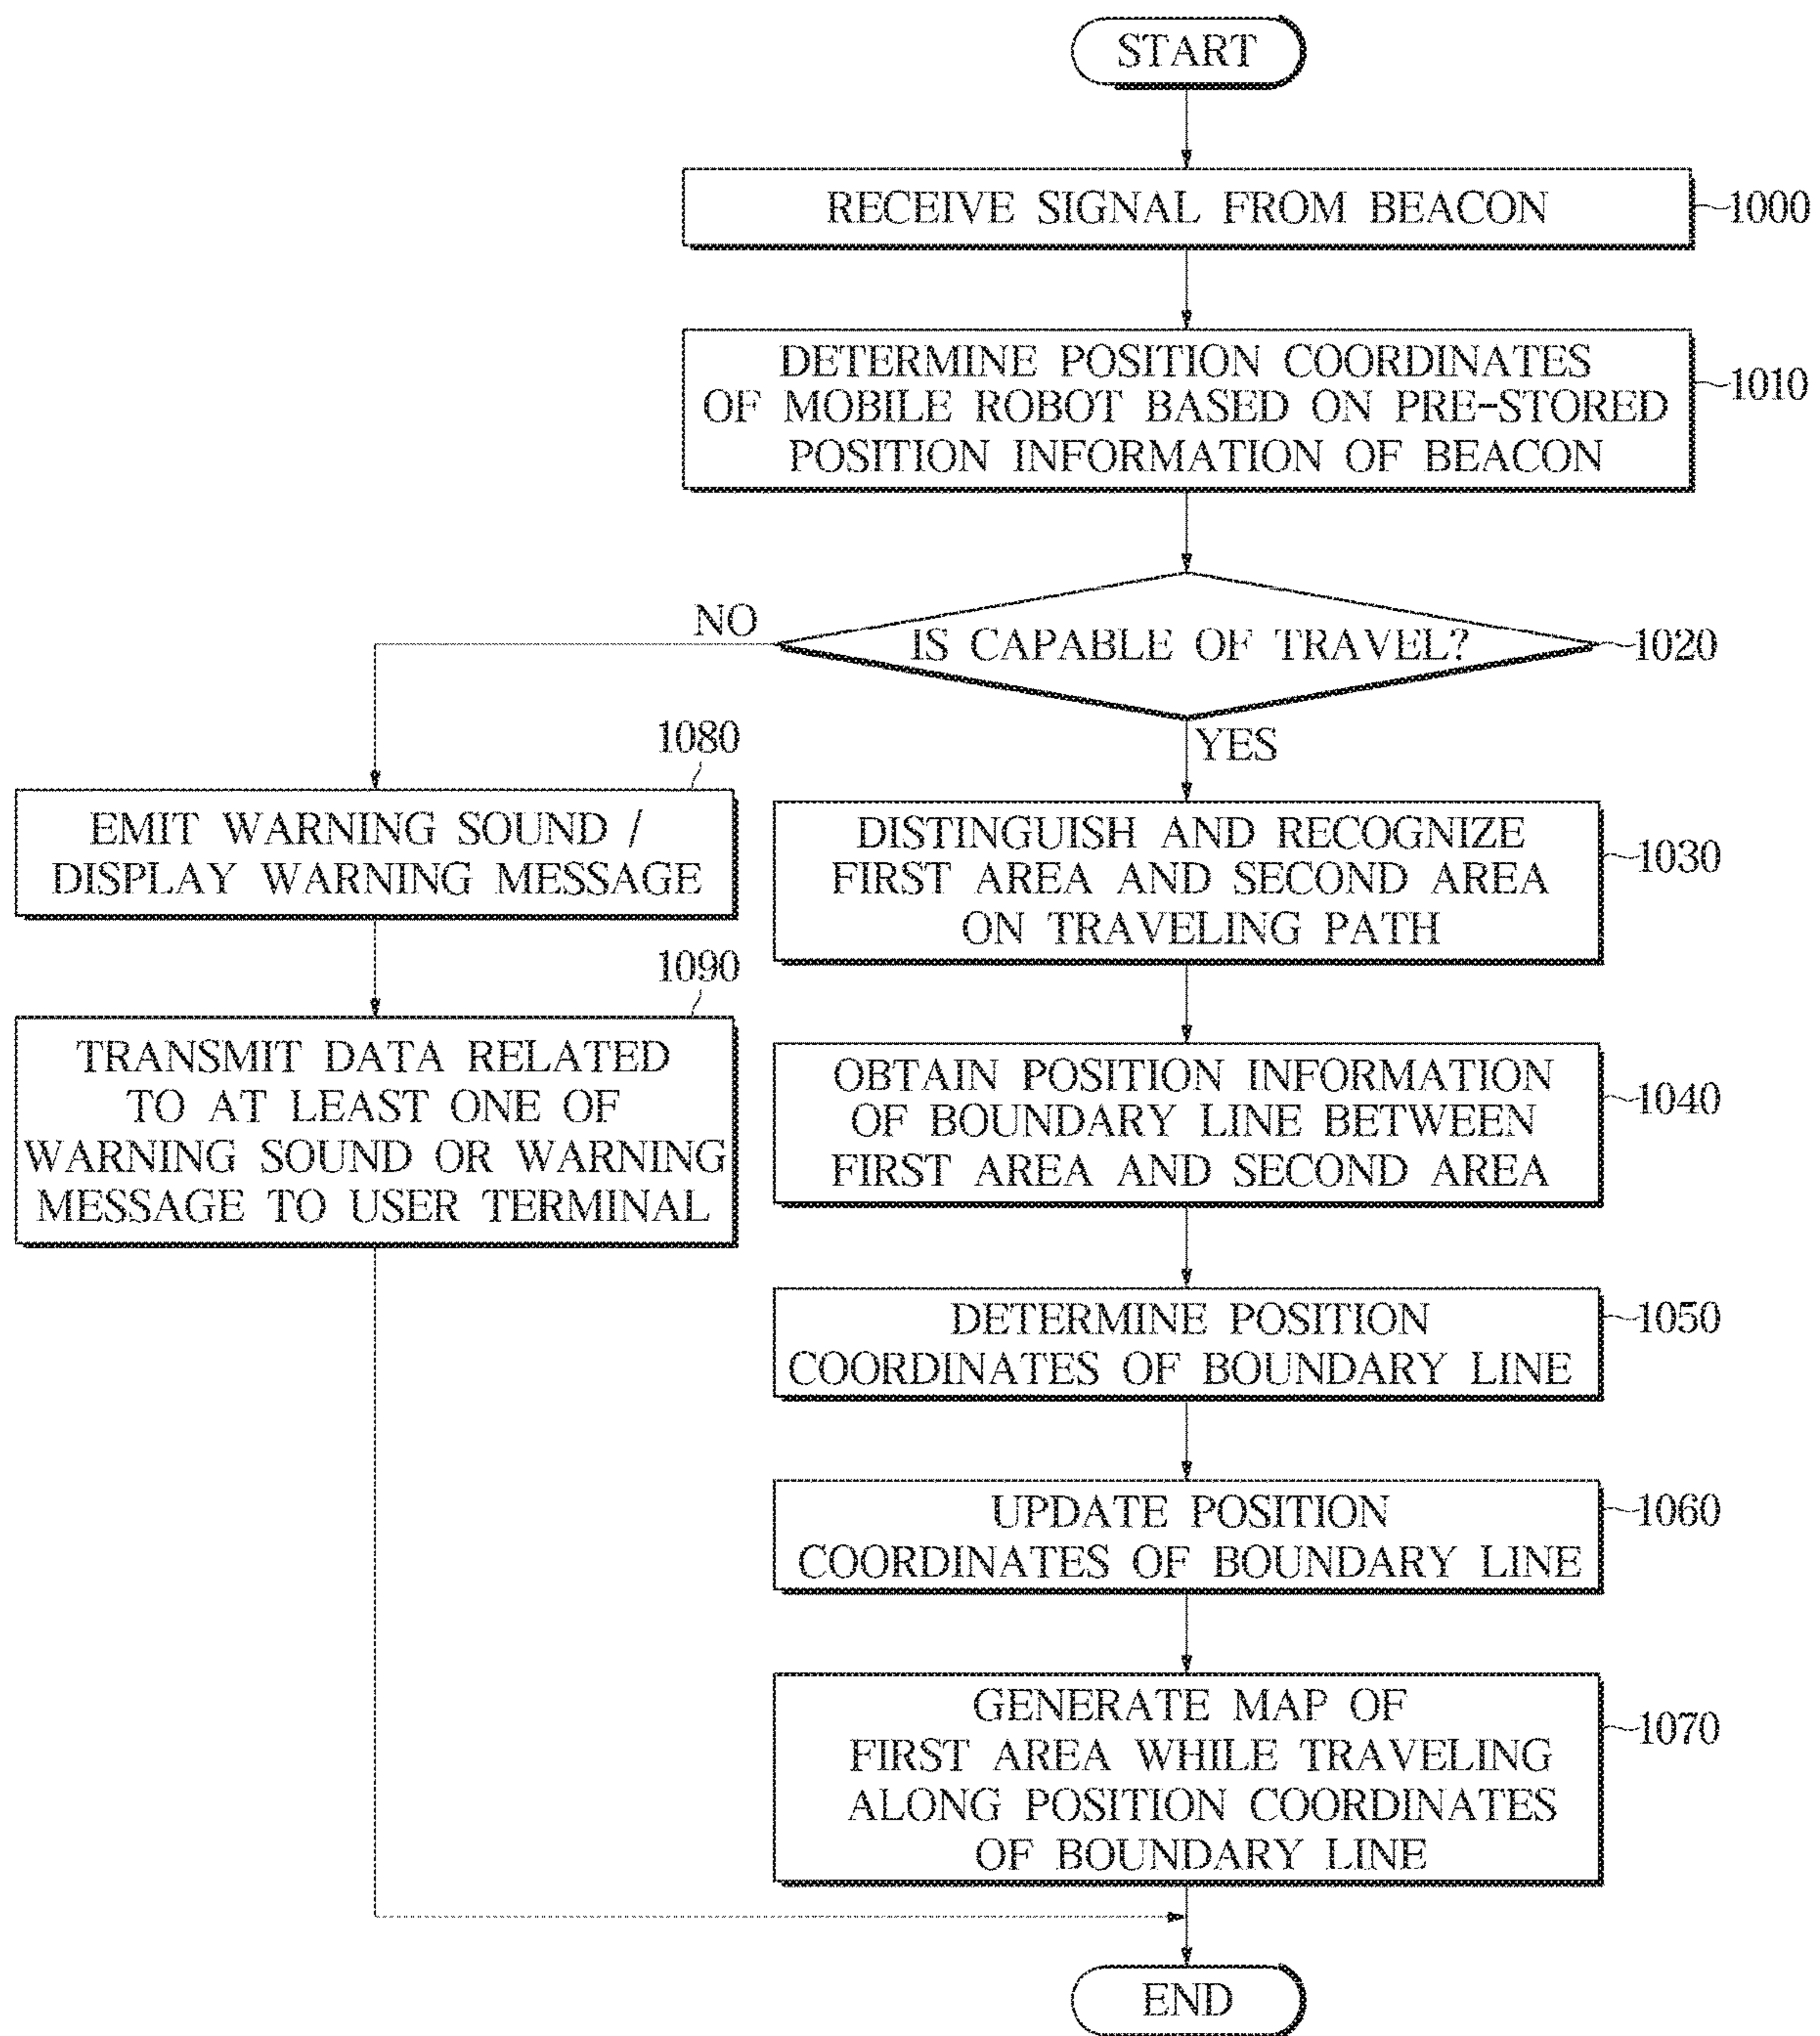 START
RECEIVE SIGNAL FROM BEACON
1000
DETERMINE POSITION COORDINATES
OF MOBILE ROBOT BASED ON PRE-STORED
POSITION INFORMATION OF BEACON
1010
IS CAPABLE OF TRAVEL?
1020
NO
YES
1080
EMIT WARNING SOUND /
DISPLAY WARNING MESSAGE
1090
TRANSMIT DATA RELATED
TO AT LEAST ONE OF
WARNING SOUND OR WARNING
MESSAGE TO USER TERMINAL
DISTINGUISH AND RECOGNIZE
FIRST AREA AND SECOND AREA
ON TRAVELING PATH
1030
OBTAIN POSITION INFORMATION
OF BOUNDARY LINE BETWEEN
FIRST AREA AND SECOND AREA
1040
DETERMINE POSITION
COORDINATES OF BOUNDARY LINE
1050
UPDATE POSITION
COORDINATES OF BOUNDARY LINE
1060
GENERATE MAP OF
FIRST AREA WHILE TRAVELING
ALONG POSITION COORDINATES
OF BOUNDARY LINE
1070
END